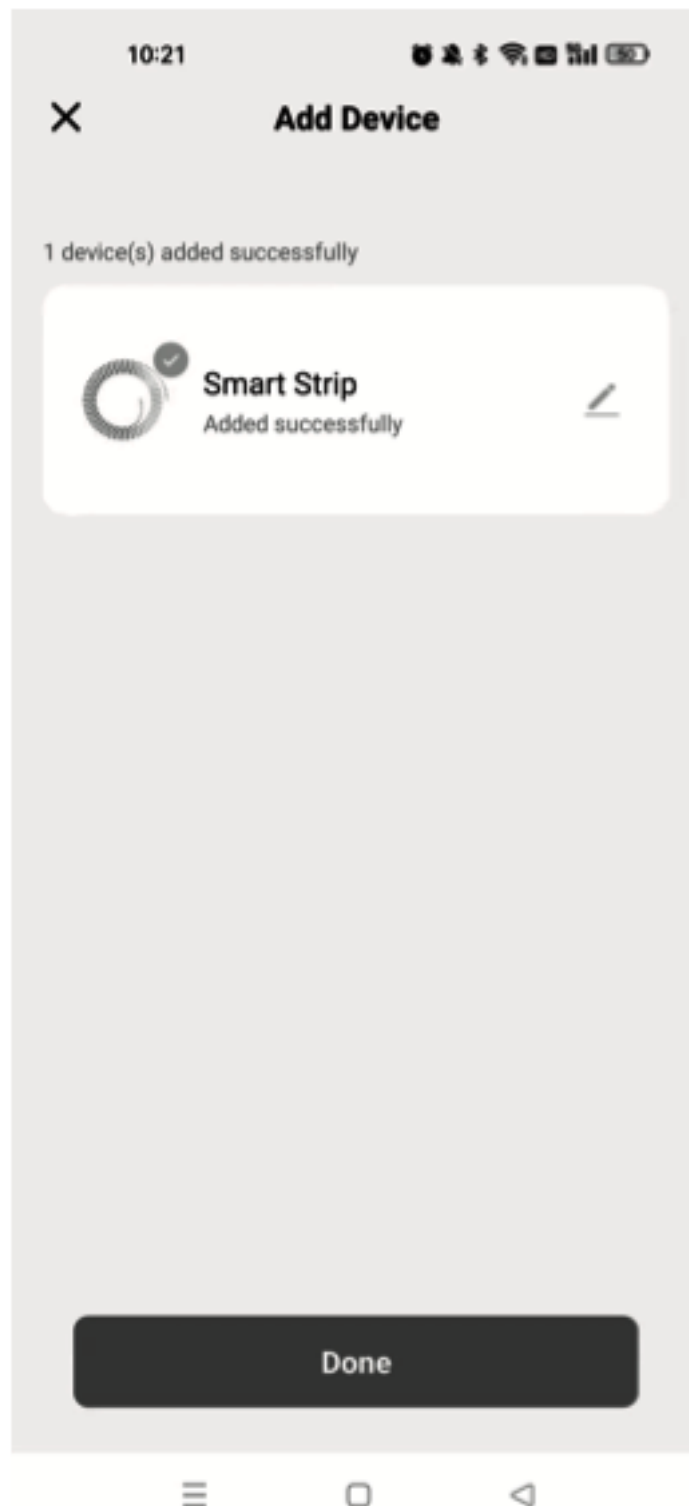 10:21
Add Device
1 device(s) added successfully
Smart Strip
Added successfully
Done